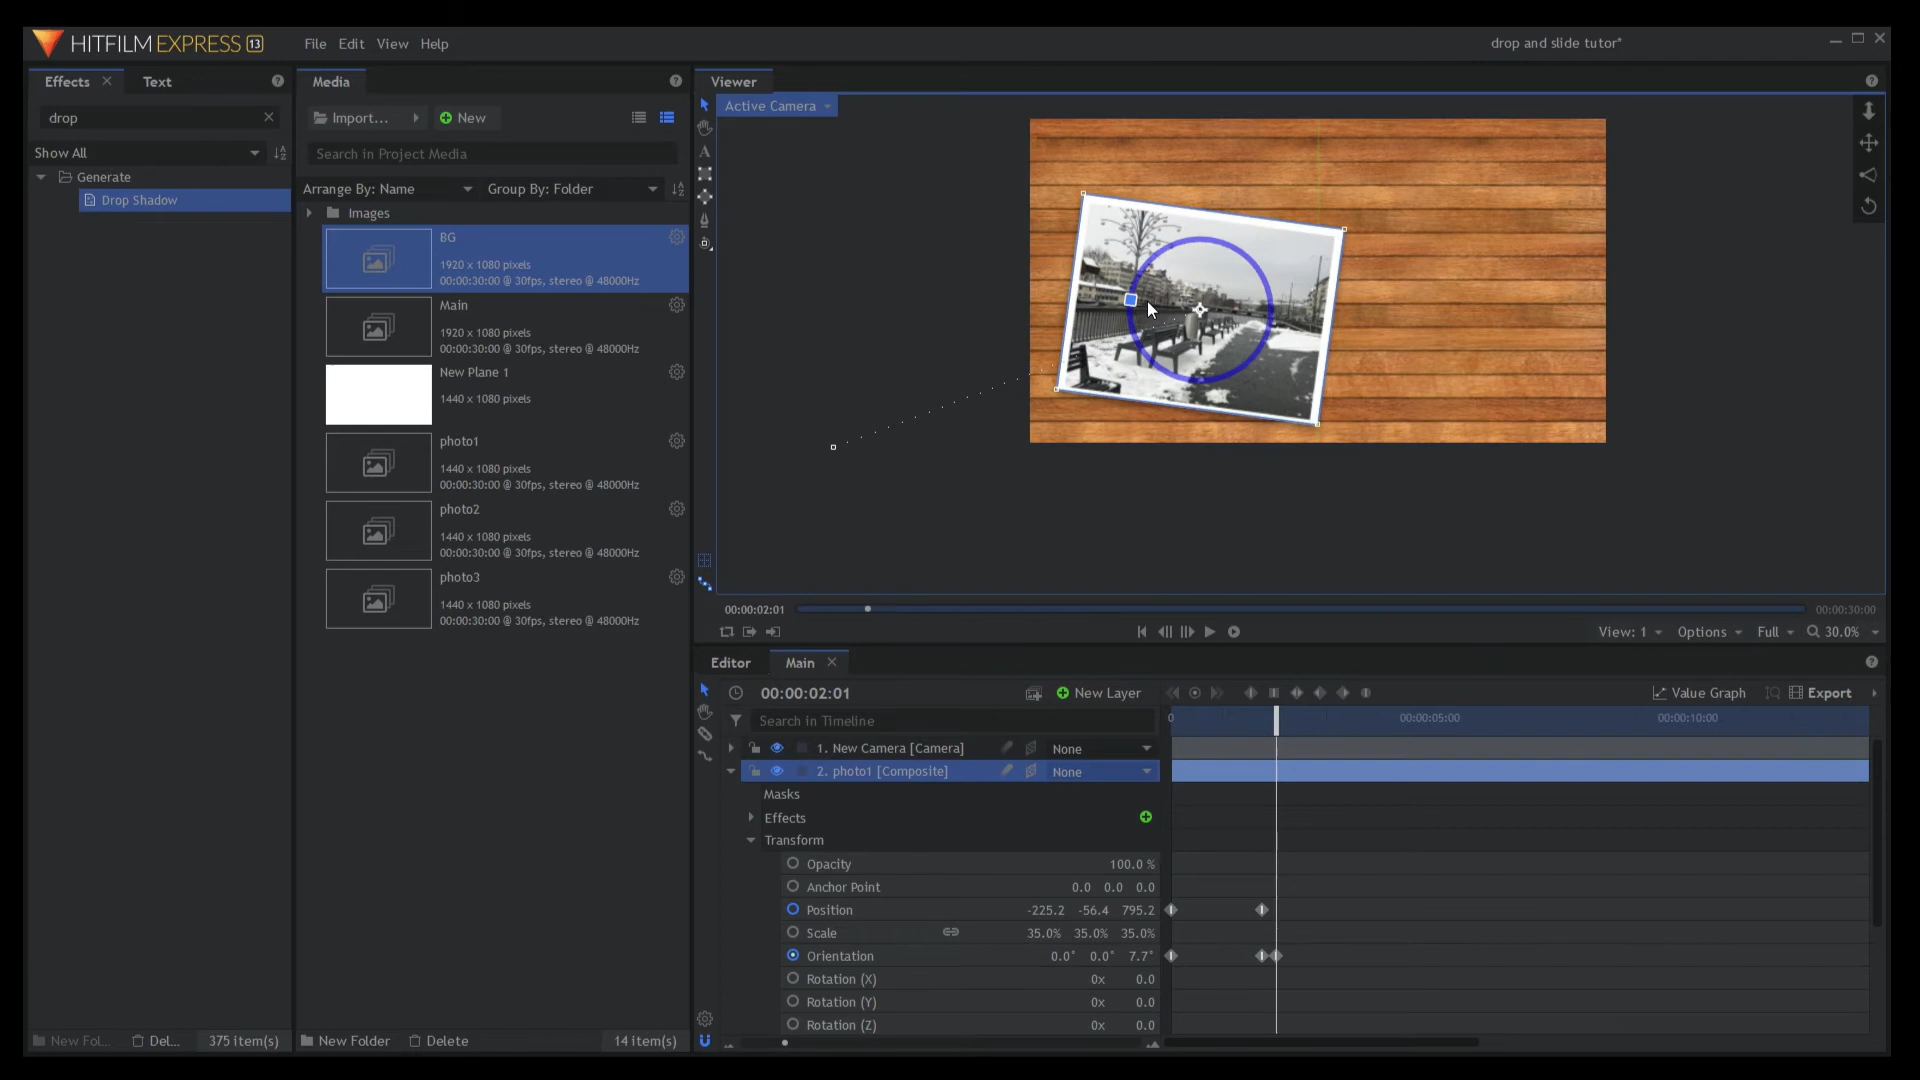 HITFILM EXPRESS 13
File Edit View Help
drop and slide tutor*
Effects
Text
drop
Show All
Generate
Drop Shadow
New Fol...
Del...
375 item(s)
Media
Import...
New
Search in Project Media
Arrange By: Name
Group By: Folder
Images
BG
1920 x 1080 pixels
00:00:30:00 @ 30fps, stereo @ 48000Hz
Main
1920 x 1080 pixels
00:00:30:00 @ 30fps, stereo @ 48000Hz
New Plane 1
1440 x 1080 pixels
photo1
1440 x 1080 pixels
00:00:30:00 @ 30fps, stereo @ 48000Hz
photo2
1440 x 1080 pixels
00:00:30:00 @ 30fps, stereo @ 48000Hz
photo3
1440 x 1080 pixels
00:00:30:00 @ 30fps, stereo @ 48000Hz
New Folder
Delete
14 item(s)
Viewer
Active Camera
00:00:02:01
00:00:30:00
View: 1
Options
Full
30.0%
Editor
Main
00:00:02:01
New Layer
Value Graph
Export
Search in Timeline
0
00:00:05:00
00:00:10:00
1. New Camera [Camera]
None
2. photo1 [Composite]
None
Masks
Effects
Transform
Opacity 100.0 %
Anchor Point 0.0 0.0 0.0
Position -225.2 -56.4 795.2
Scale 35.0% 35.0% 35.0%
Orientation 0.0° 0.0° 7.7°
Rotation (X) 0x 0.0
Rotation (Y) 0x 0.0
Rotation (Z) 0x 0.0